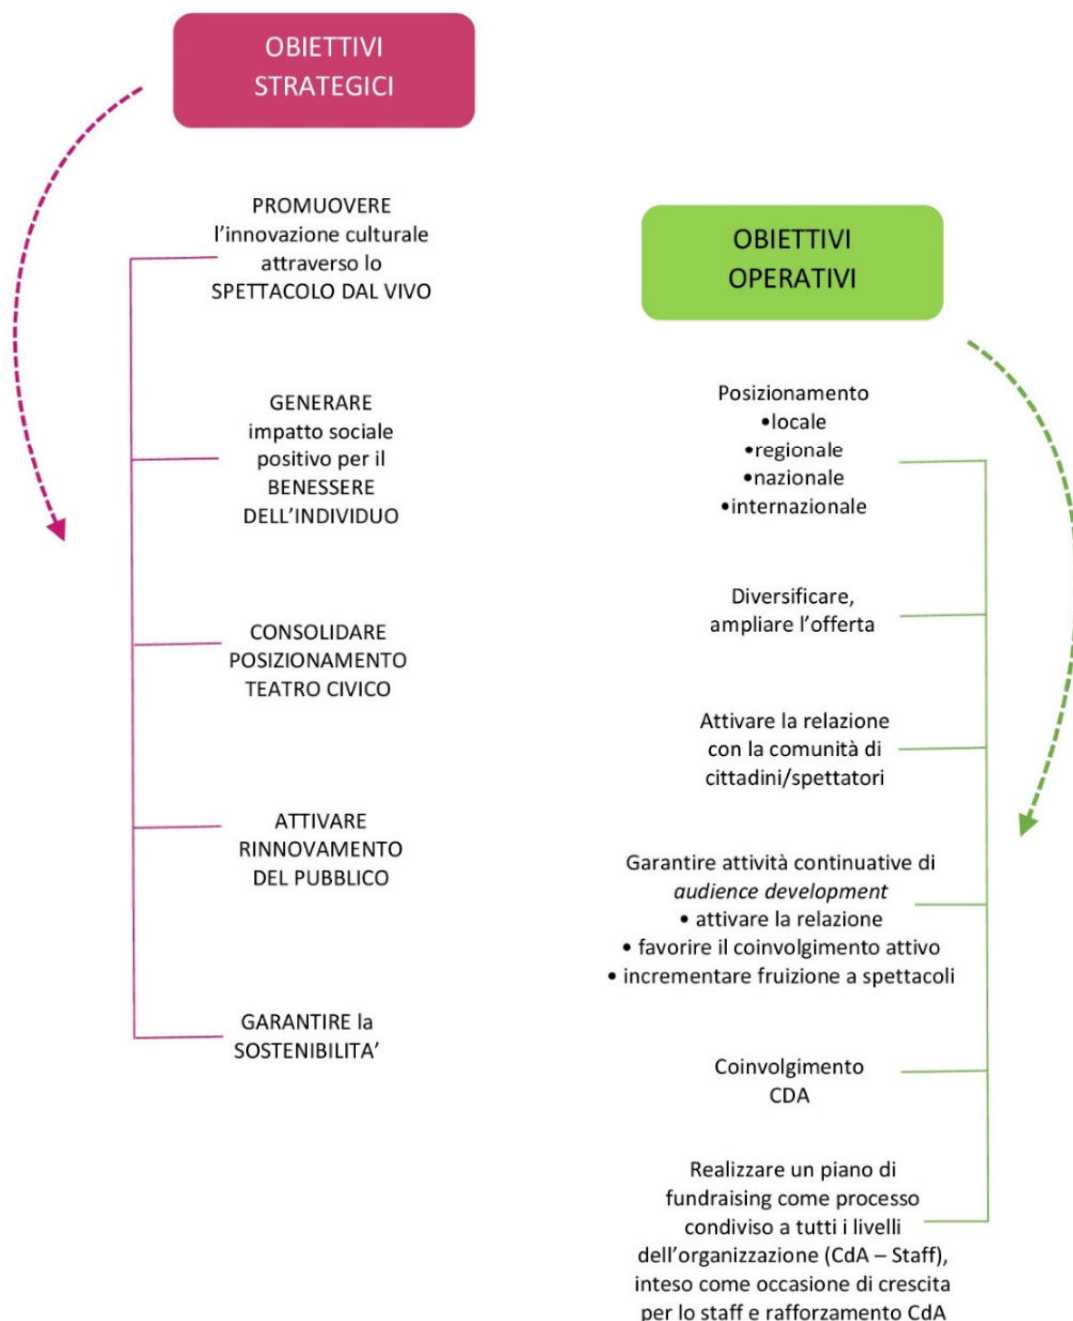 OBIETTIVI
STRATEGICI
PROMUOVERE
l’innovazione culturale
attraverso lo
SPETTACOLO DAL VIVO
GENERARE
impatto sociale
positivo per il
BENESSERE
DELL’INDIVIDUO
CONSOLIDARE
POSIZIONAMENTO
TEATRO CIVICO
ATTIVARE
RINNOVAMENTO
DEL PUBBLICO
GARANTIRE la
SOSTENIBILITA’
OBIETTIVI
OPERATIVI
Posizionamento
•locale
•regionale
•nazionale
•internazionale
Diversificare,
ampliare l’offerta
Attivare la relazione
con la comunità di
cittadini/spettatori
Garantire attività continuative di
audience development
• attivare la relazione
• favorire il coinvolgimento attivo
• incrementare fruizione a spettacoli
Coinvolgimento
CDA
Realizzare un piano di
fundraising come processo
condiviso a tutti i livelli
dell’organizzazione (CdA – Staff),
inteso come occasione di crescita
per lo staff e rafforzamento CdA